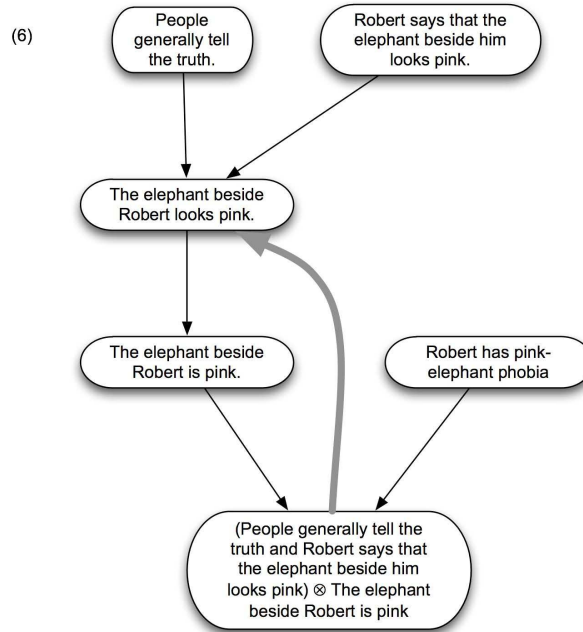 (6)
People
generally tell
the truth.
Robert says that the
elephant beside him
looks pink.
The elephant beside
Robert looks pink.
The elephant beside
Robert is pink.
Robert has pink-
elephant phobia
(People generally tell the
truth and Robert says that
the elephant beside him
looks pink) ⊗ The elephant
beside Robert is pink